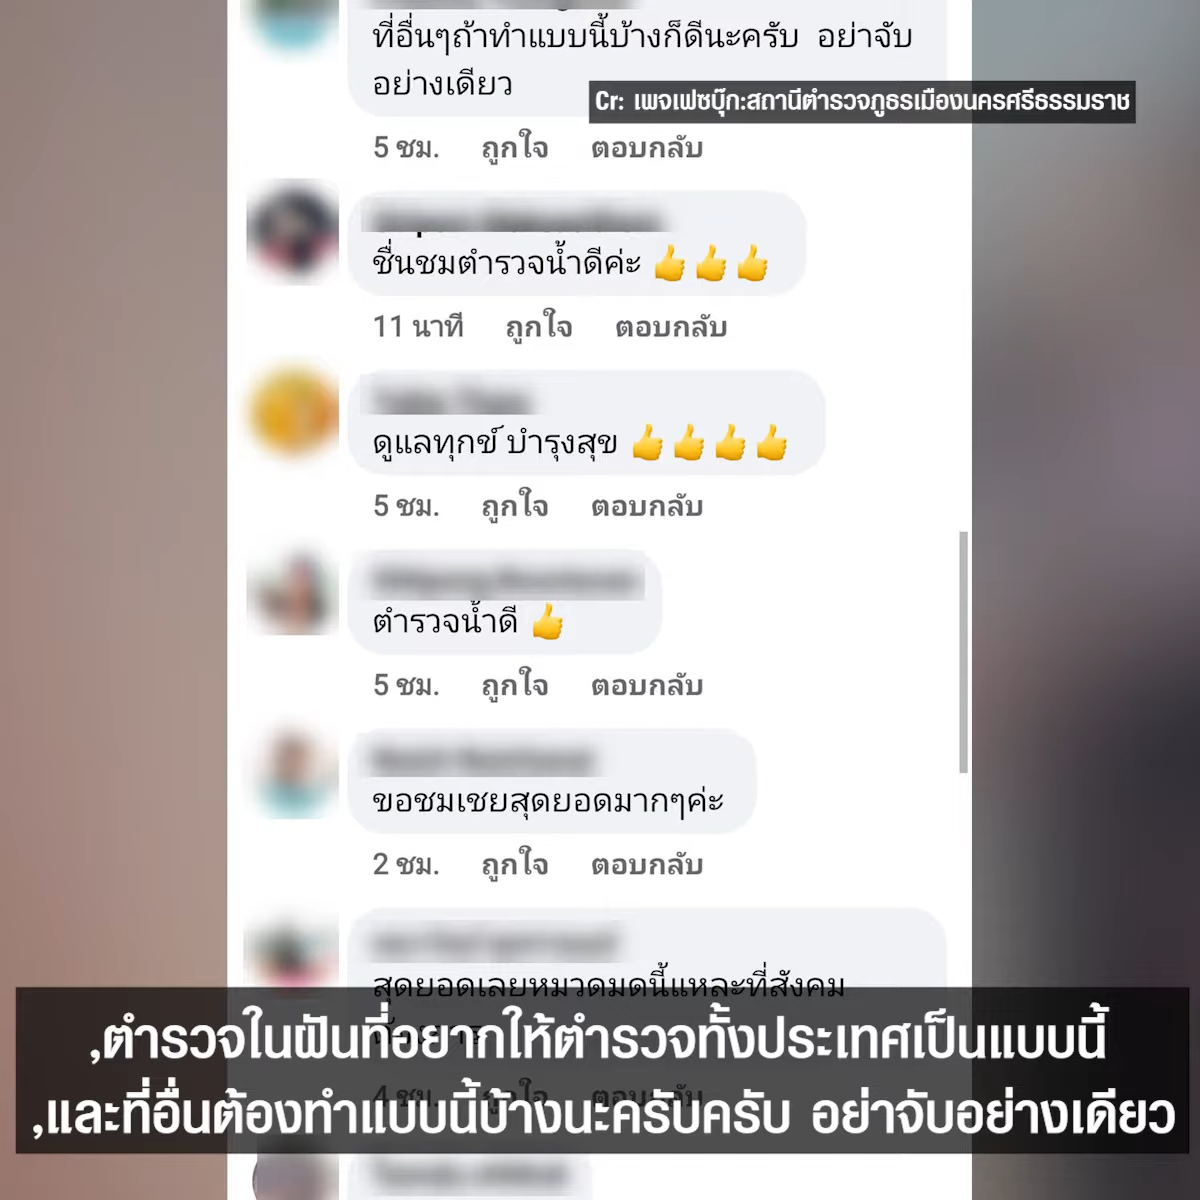 ที่อื่นๆถ้าทำแบบนี้บ้างก็ดีนะครับ อย่าจับ
อย่างเดียว
Cr: เพจเฟซบุ๊ก:สถานีตำรวจภูธรเมืองนครศรีธรรมราช
5 ชม. ถูกใจ ตอบกลับ
ชื่นชมตำรวจน้ำดีค่ะ 👍👍👍
11 นาที ถูกใจ ตอบกลับ
ดูแลทุกข์ บำรุงสุข 👍👍👍👍
5 ชม. ถูกใจ ตอบกลับ
ตำรวจน้ำดี 👍
5 ชม. ถูกใจ ตอบกลับ
ขอชมเชยสุดยอดมากๆค่ะ
2 ชม. ถูกใจ ตอบกลับ
สุดยอดเลยหมวดมดนี้แหละที่สังคม
,ตำรวจในฝันที่อยากให้ตำรวจทั้งประเทศเป็นแบบนี้
4 ชม. ถูกใจ ตอบกลับ
,และที่อื่นต้องทำแบบนี้บ้างนะครับครับ อย่าจับอย่างเดียว